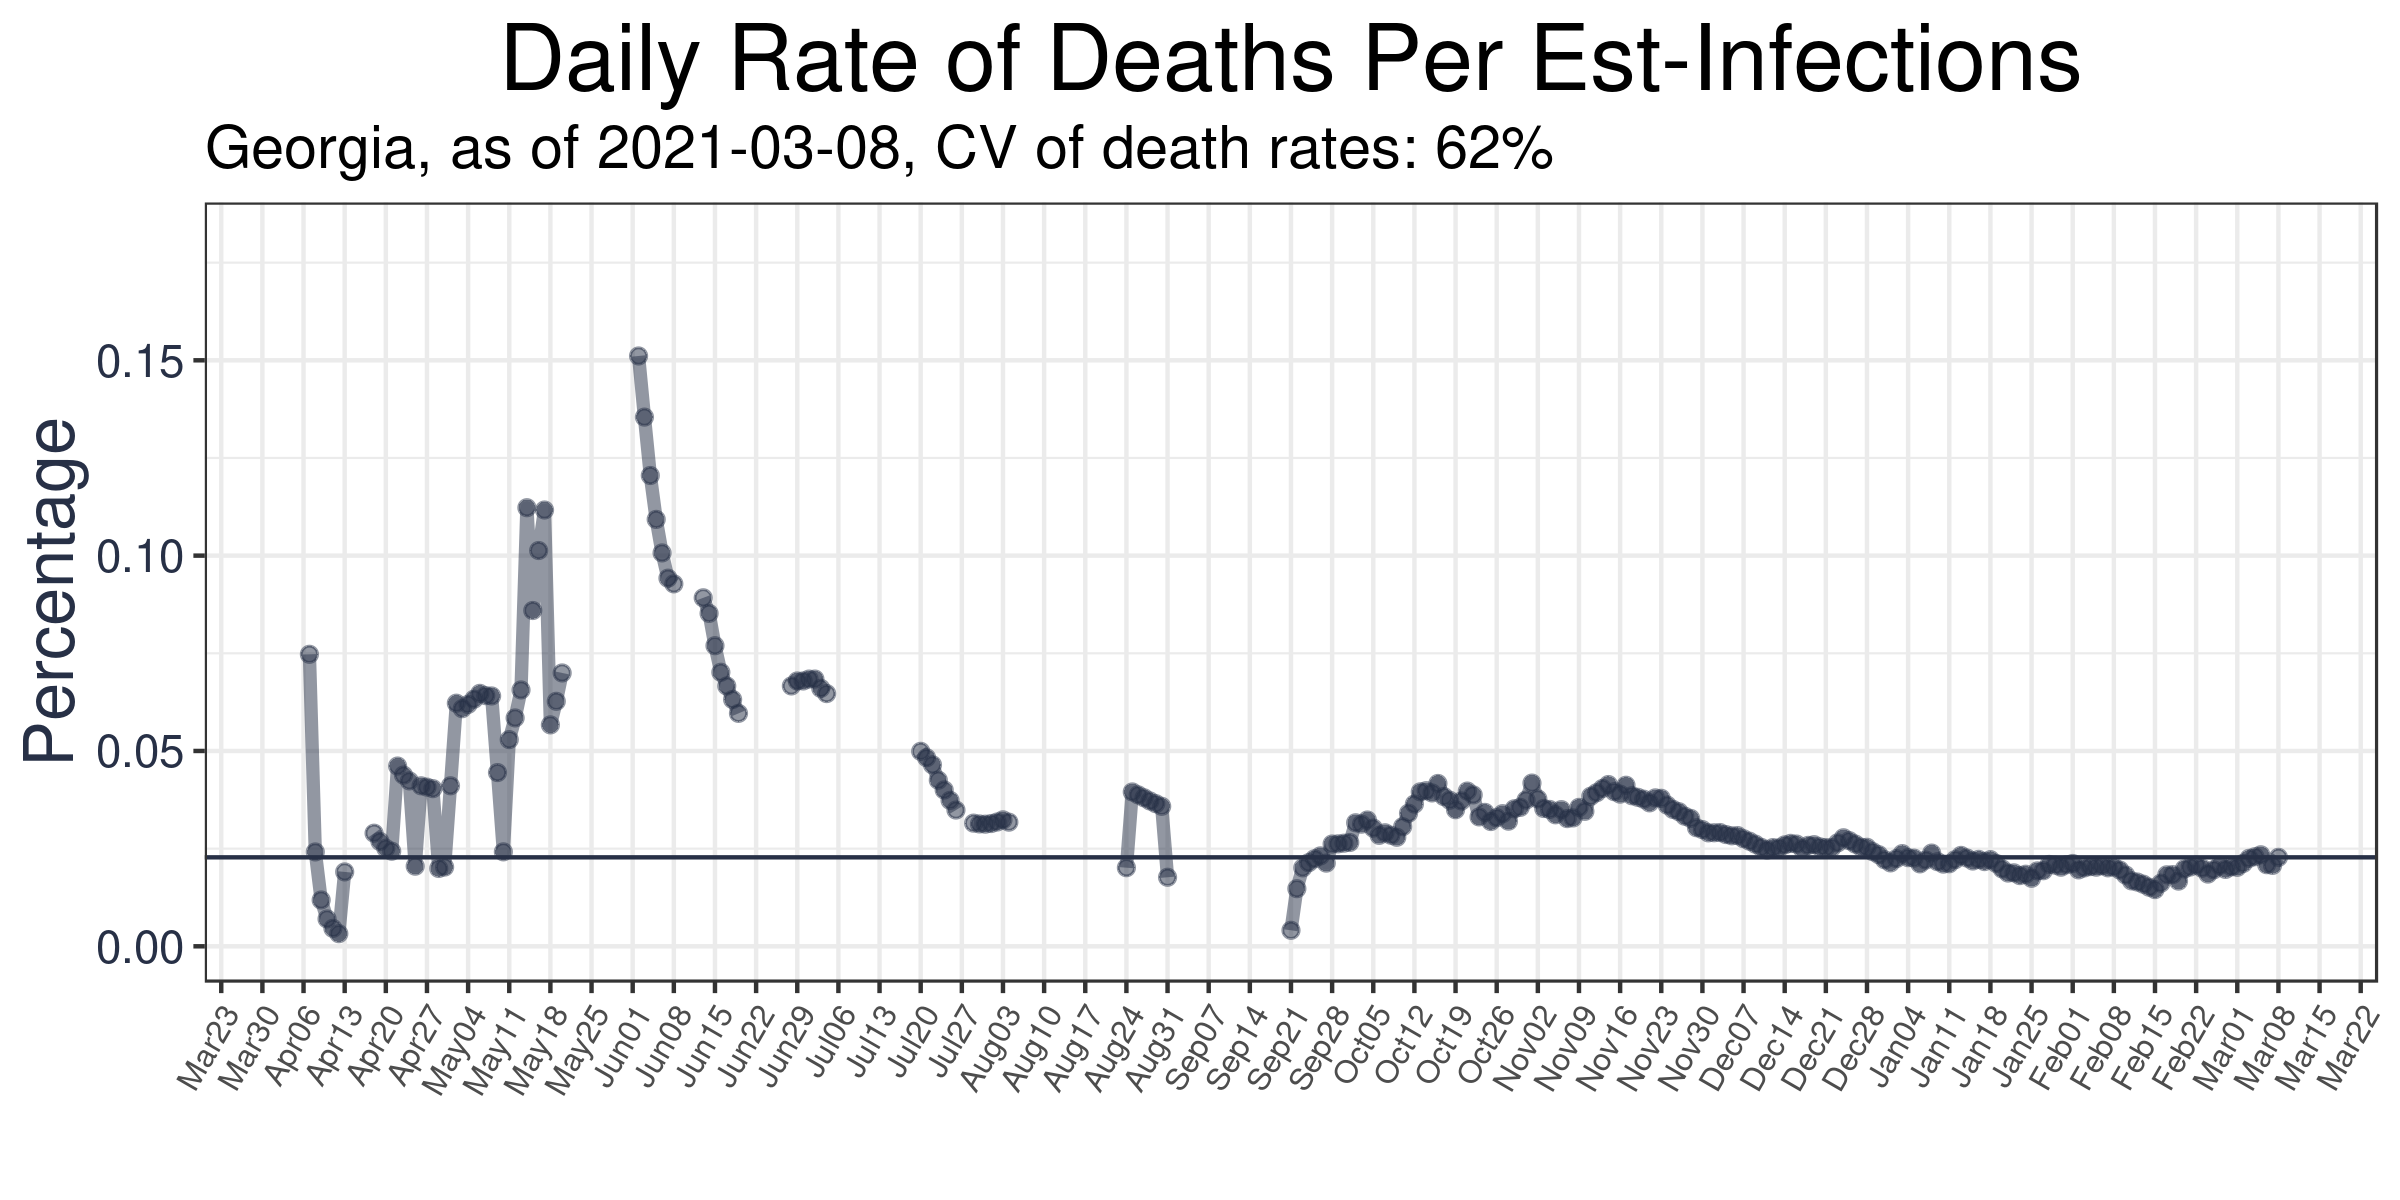 Daily Rate of Deaths Per Est-Infections
Georgia, as of 2021-03-08, CV of death rates: 62%
Percentage
0.15
0.10
0.05
0.00
Mar23
Mar30
Apr06
Apr13
Apr20
Apr27
May04
May11
May18
May25
Jun01
Jun08
Jun15
Jun22
Jun29
Jul06
Jul13
Jul20
Jul27
Aug03
Aug10
Aug17
Aug24
Aug31
Sep07
Sep14
Sep21
Sep28
Oct05
Oct12
Oct19
Oct26
Nov02
Nov09
Nov16
Nov23
Nov30
Dec07
Dec14
Dec21
Dec28
Jan04
Jan11
Jan18
Jan25
Feb01
Feb08
Feb15
Feb22
Mar01
Mar08
Mar15
Mar22